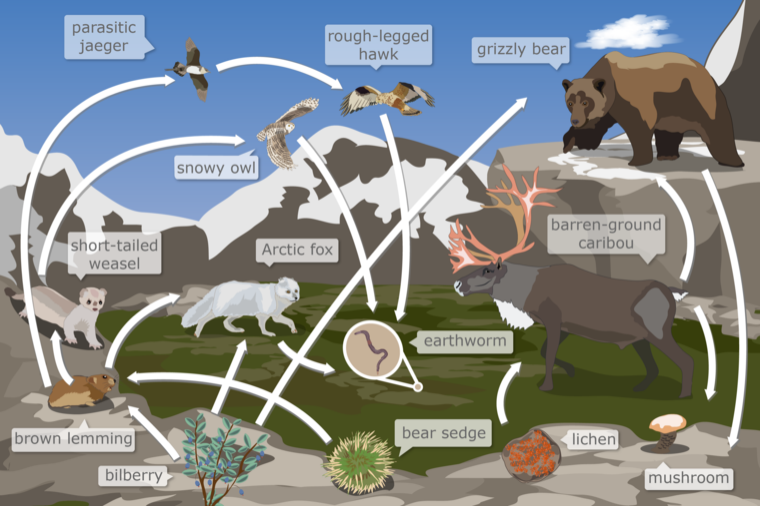 parasitic
jaeger
rough-legged
hawk
grizzly bear
snowy owl
short-tailed
weasel
Arctic fox
barren-ground
caribou
earthworm
brown lemming
bear sedge
lichen
bilberry
mushroom